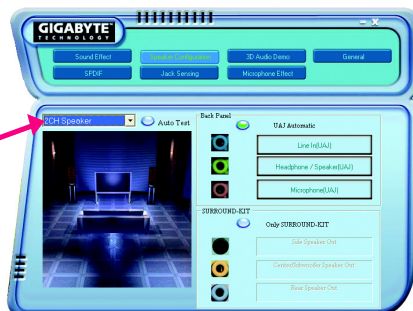 GIGABYTE™
TECHNOLOGY
– X
Sound Effect
Speaker Configuration
3D Audio Demo
General
SPDIF
Jack Sensing
Microphone Effect
2CH Speaker
Auto Test
Back Panel
UAJ Automatic
Line In(UAJ)
Headphone / Speaker(UAJ)
Microphone(UAJ)
SURROUND-KIT
Only SURROUND-KIT
Side Speaker Out
Center/Subwoofer Speaker Out
Rear Speaker Out